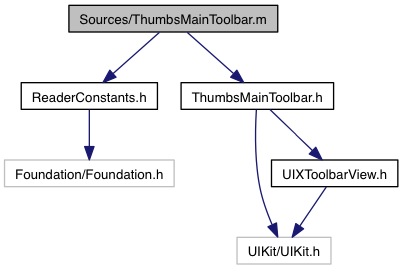 Sources/ThumbsMainToolbar.m
ReaderConstants.h
ThumbsMainToolbar.h
Foundation/Foundation.h
UIXToolbarView.h
UIKit/UIKit.h